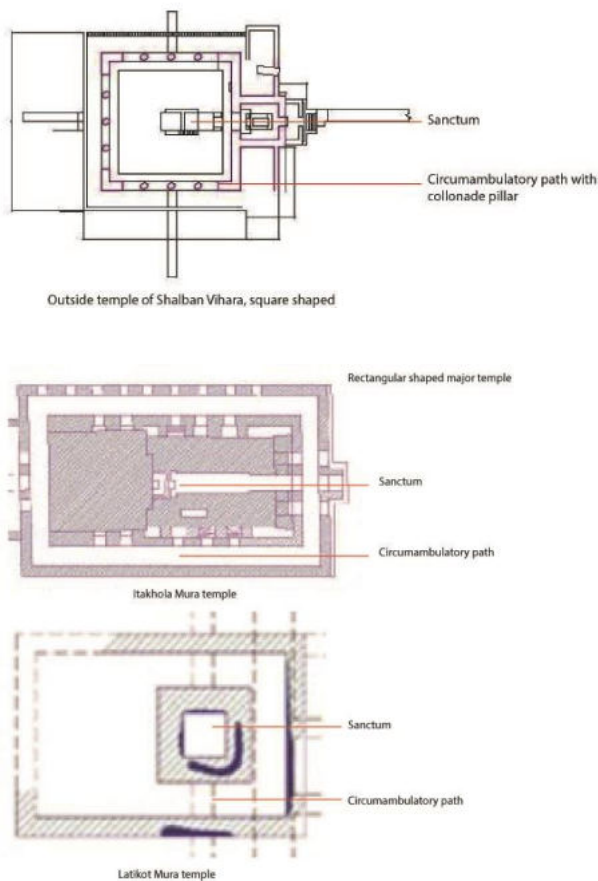 Sanctum
Circumambulatory path with
collonade pillar
Outside temple of Shalban Vihara, square shaped
Rectangular shaped major temple
Sanctum
Circumambulatory path
Itakhola Mura temple
Sanctum
Circumambulatory path
Latikot Mura temple